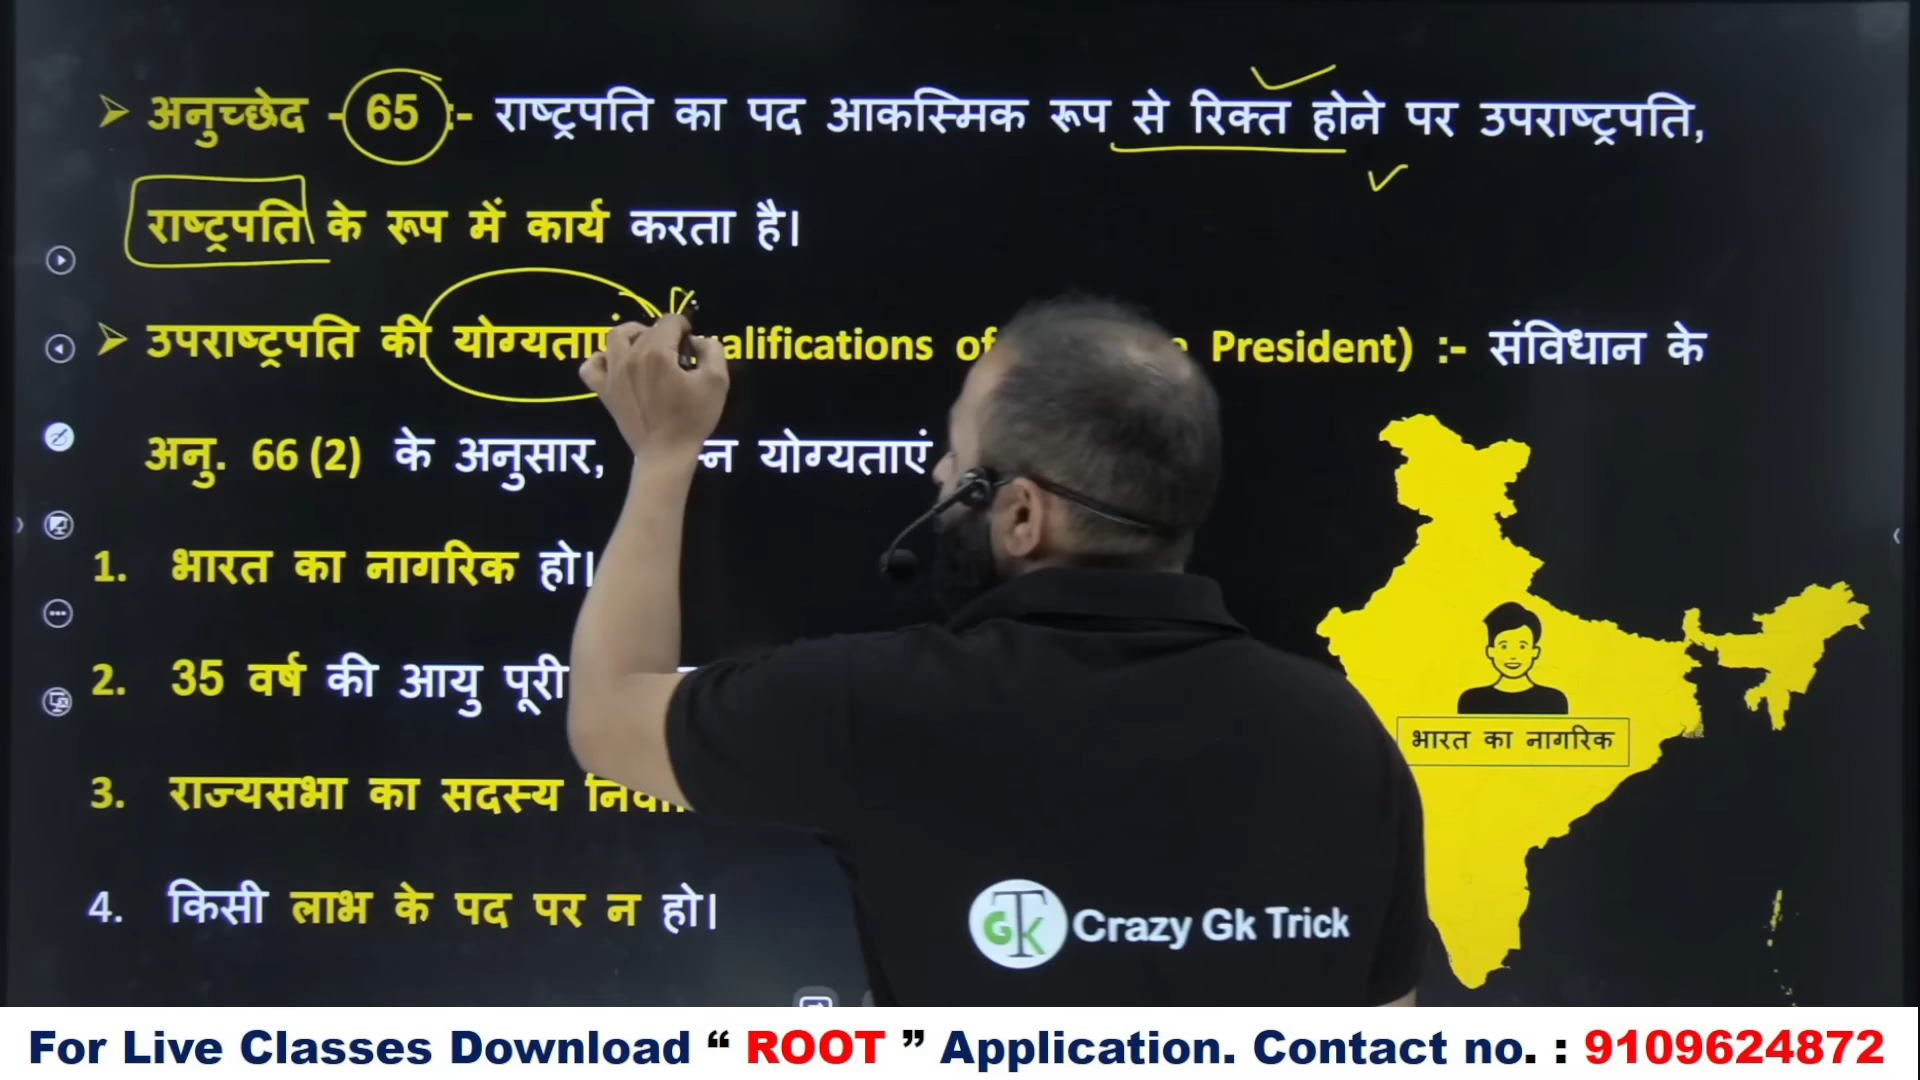 अनुच्छेद - 65 :- राष्ट्रपति का पद आकस्मिक रूप से रिक्त होने पर उपराष्ट्रपति,
राष्ट्रपति के रूप में कार्य करता है।
उपराष्ट्रपति की योग्यताएं of President) :- संविधान के
अनु. 66 (2) के अनुसार, योग्यताएं
1. भारत का नागरिक हो।
2. 35 वर्ष की आयु पूरी
3. राज्यसभा का सदस्य
4. किसी लाभ के पद पर न हो।
भारत का नागरिक
GTK Crazy Gk Trick
For Live Classes Download “ ROOT ” Application. Contact no. : 9109624872